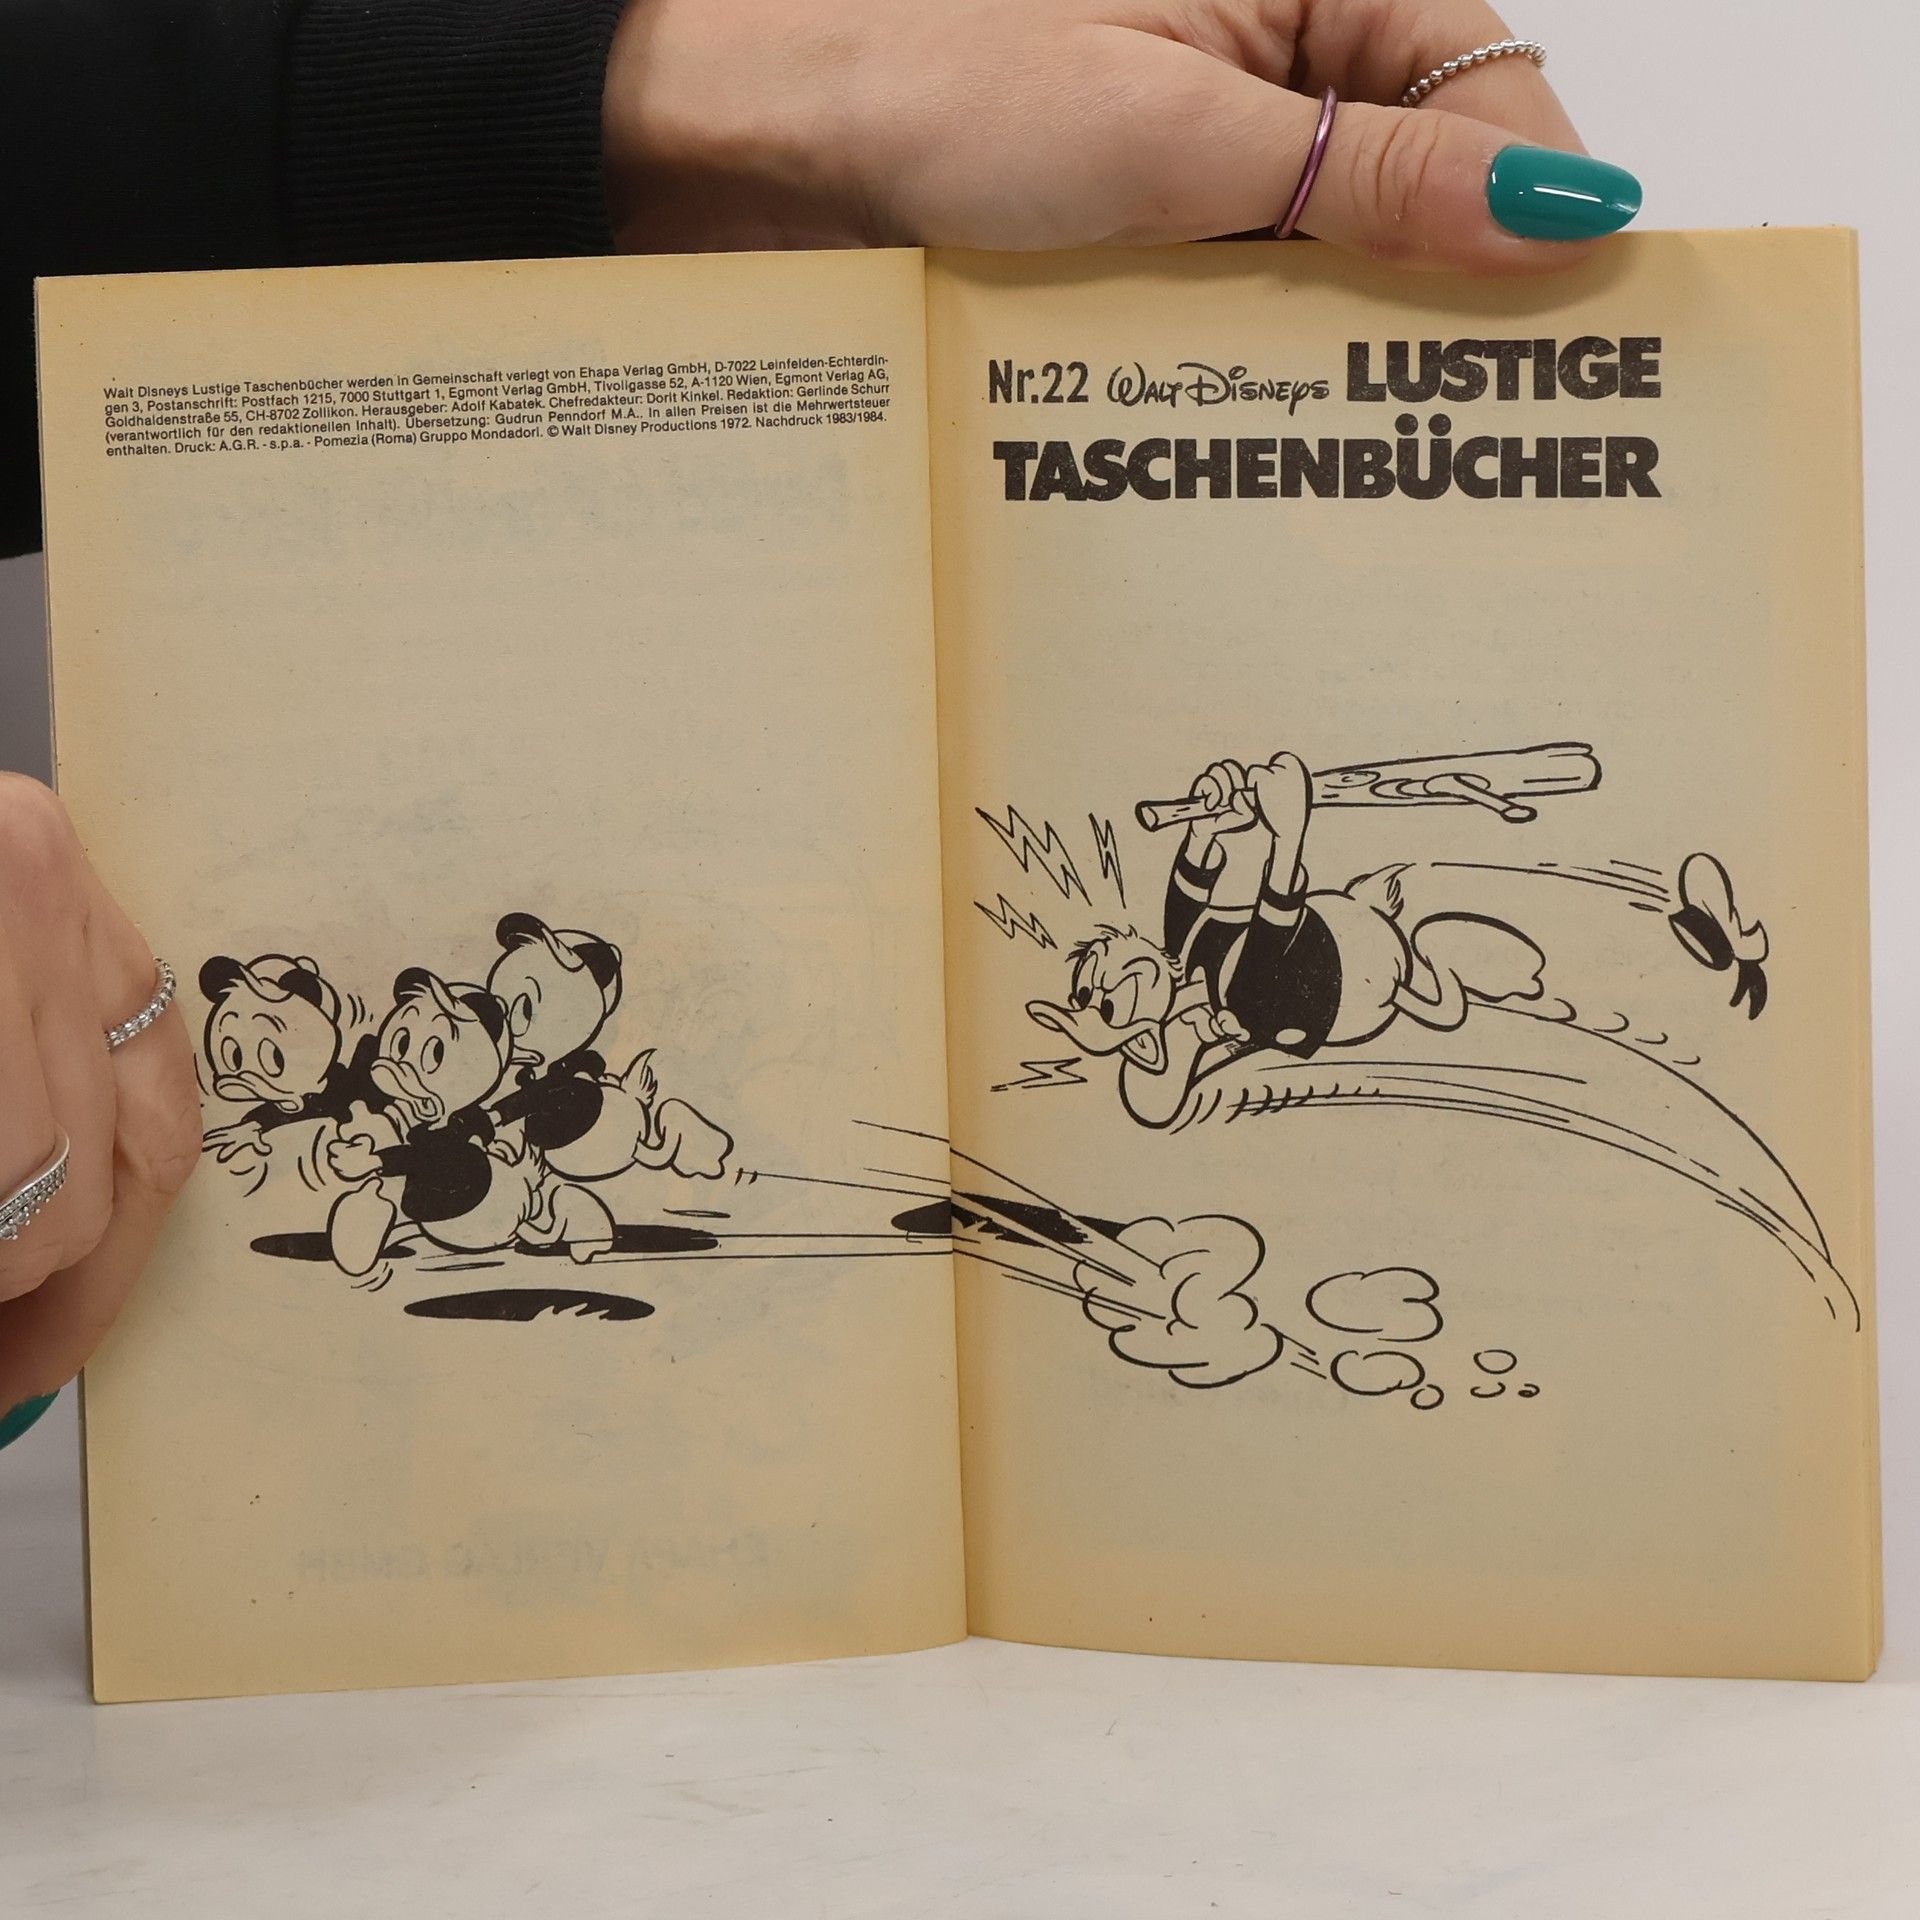 Walt Disneys Lustige Taschenbücher werden in Gemeinschaft verlegt von Ehapa Verlag GmbH, D-7022 Leinfelden-Echterdin-
gen 3, Postanschrift: Postfach 1215, 7000 Stuttgart 1, Egmont Verlag GmbH, Tivoligasse 52, A-1120 Wien, Egmont Verlag AG,
Goldhaldenstraße 55, CH-8702 Zollikon. Herausgeber: Adolf Kabatek. Chefredakteur: Dorit Kinkel. Redaktion: Gerlinde Schurr
(verantwortlich für den redaktionellen Inhalt). Übersetzung: Gudrun Penndorf M.A.. In allen Preisen ist die Mehrwertsteuer
enthalten. Druck: A.G.R. - s.p.a. - Pomezia (Roma) Gruppo Mondadori. © Walt Disney Productions 1972. Nachdruck 1983/1984.
Nr.22 WALT DISNEYS LUSTIGE
TASCHENBÜCHER